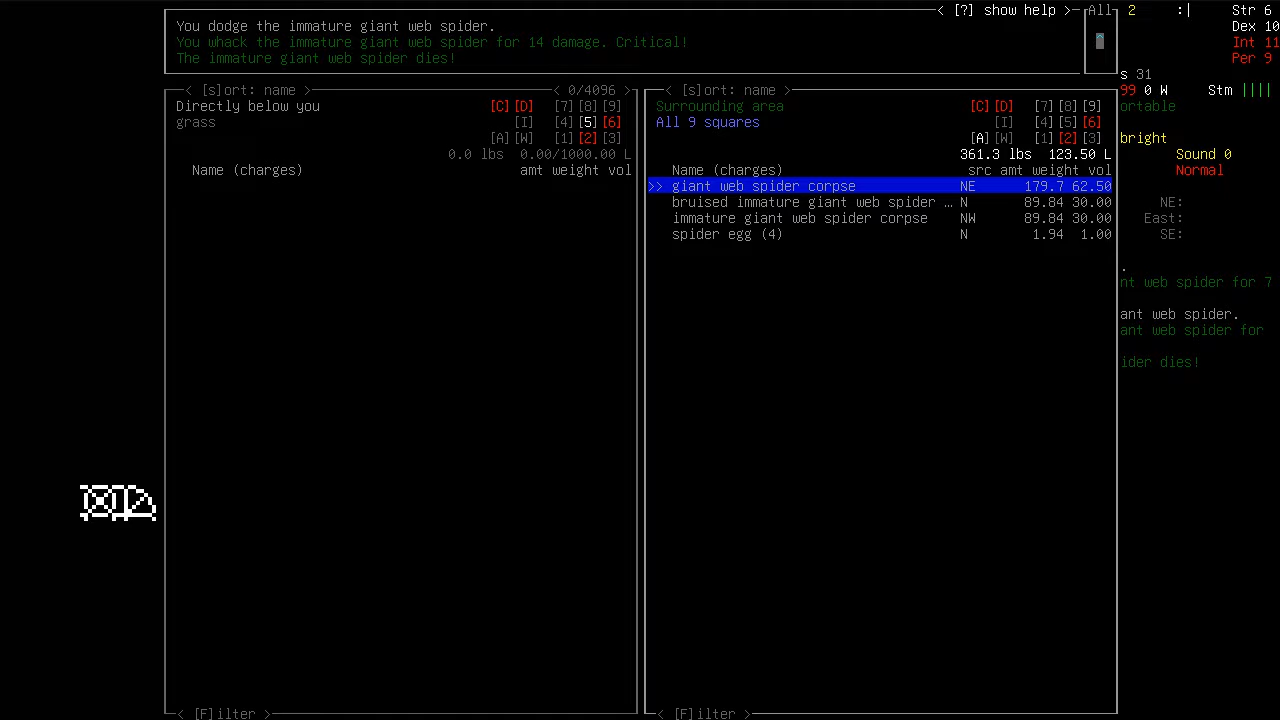 < [?] show help >
All
2 :| Str 6
You dodge the immature giant web spider.
Dex 10
You whack the immature giant web spider for 14 damage. Critical!
Int 11
The immature giant web spider dies!
Per 9
s 31
< [s]ort: name > < 0/4096 >
< [s]ort: name >
99 0 W Stm ||||
Directly below you [C][D] [7][8][9]
grass [I] [4][5][6]
[A][W] [1][2][3]
0.0 lbs 0.00/1000.00 L
Name (charges) amt weight vol
Surrounding area [C][D] [7][8][9]
All 9 squares [I] [4][5][6]
[A][W] [1][2][3]
361.3 lbs 123.50 L
Name (charges) src amt weight vol
>> giant web spider corpse NE 179.7 62.50
bruised immature giant web spider … N 89.84 30.00
immature giant web spider corpse NW 89.84 30.00
spider egg (4) N 1.94 1.00
ortable
bright
Sound 0
Normal
NE:
East:
SE:
.
nt web spider for 7
ant web spider.
ant web spider for
ider dies!
< [F]ilter >
< [F]ilter >